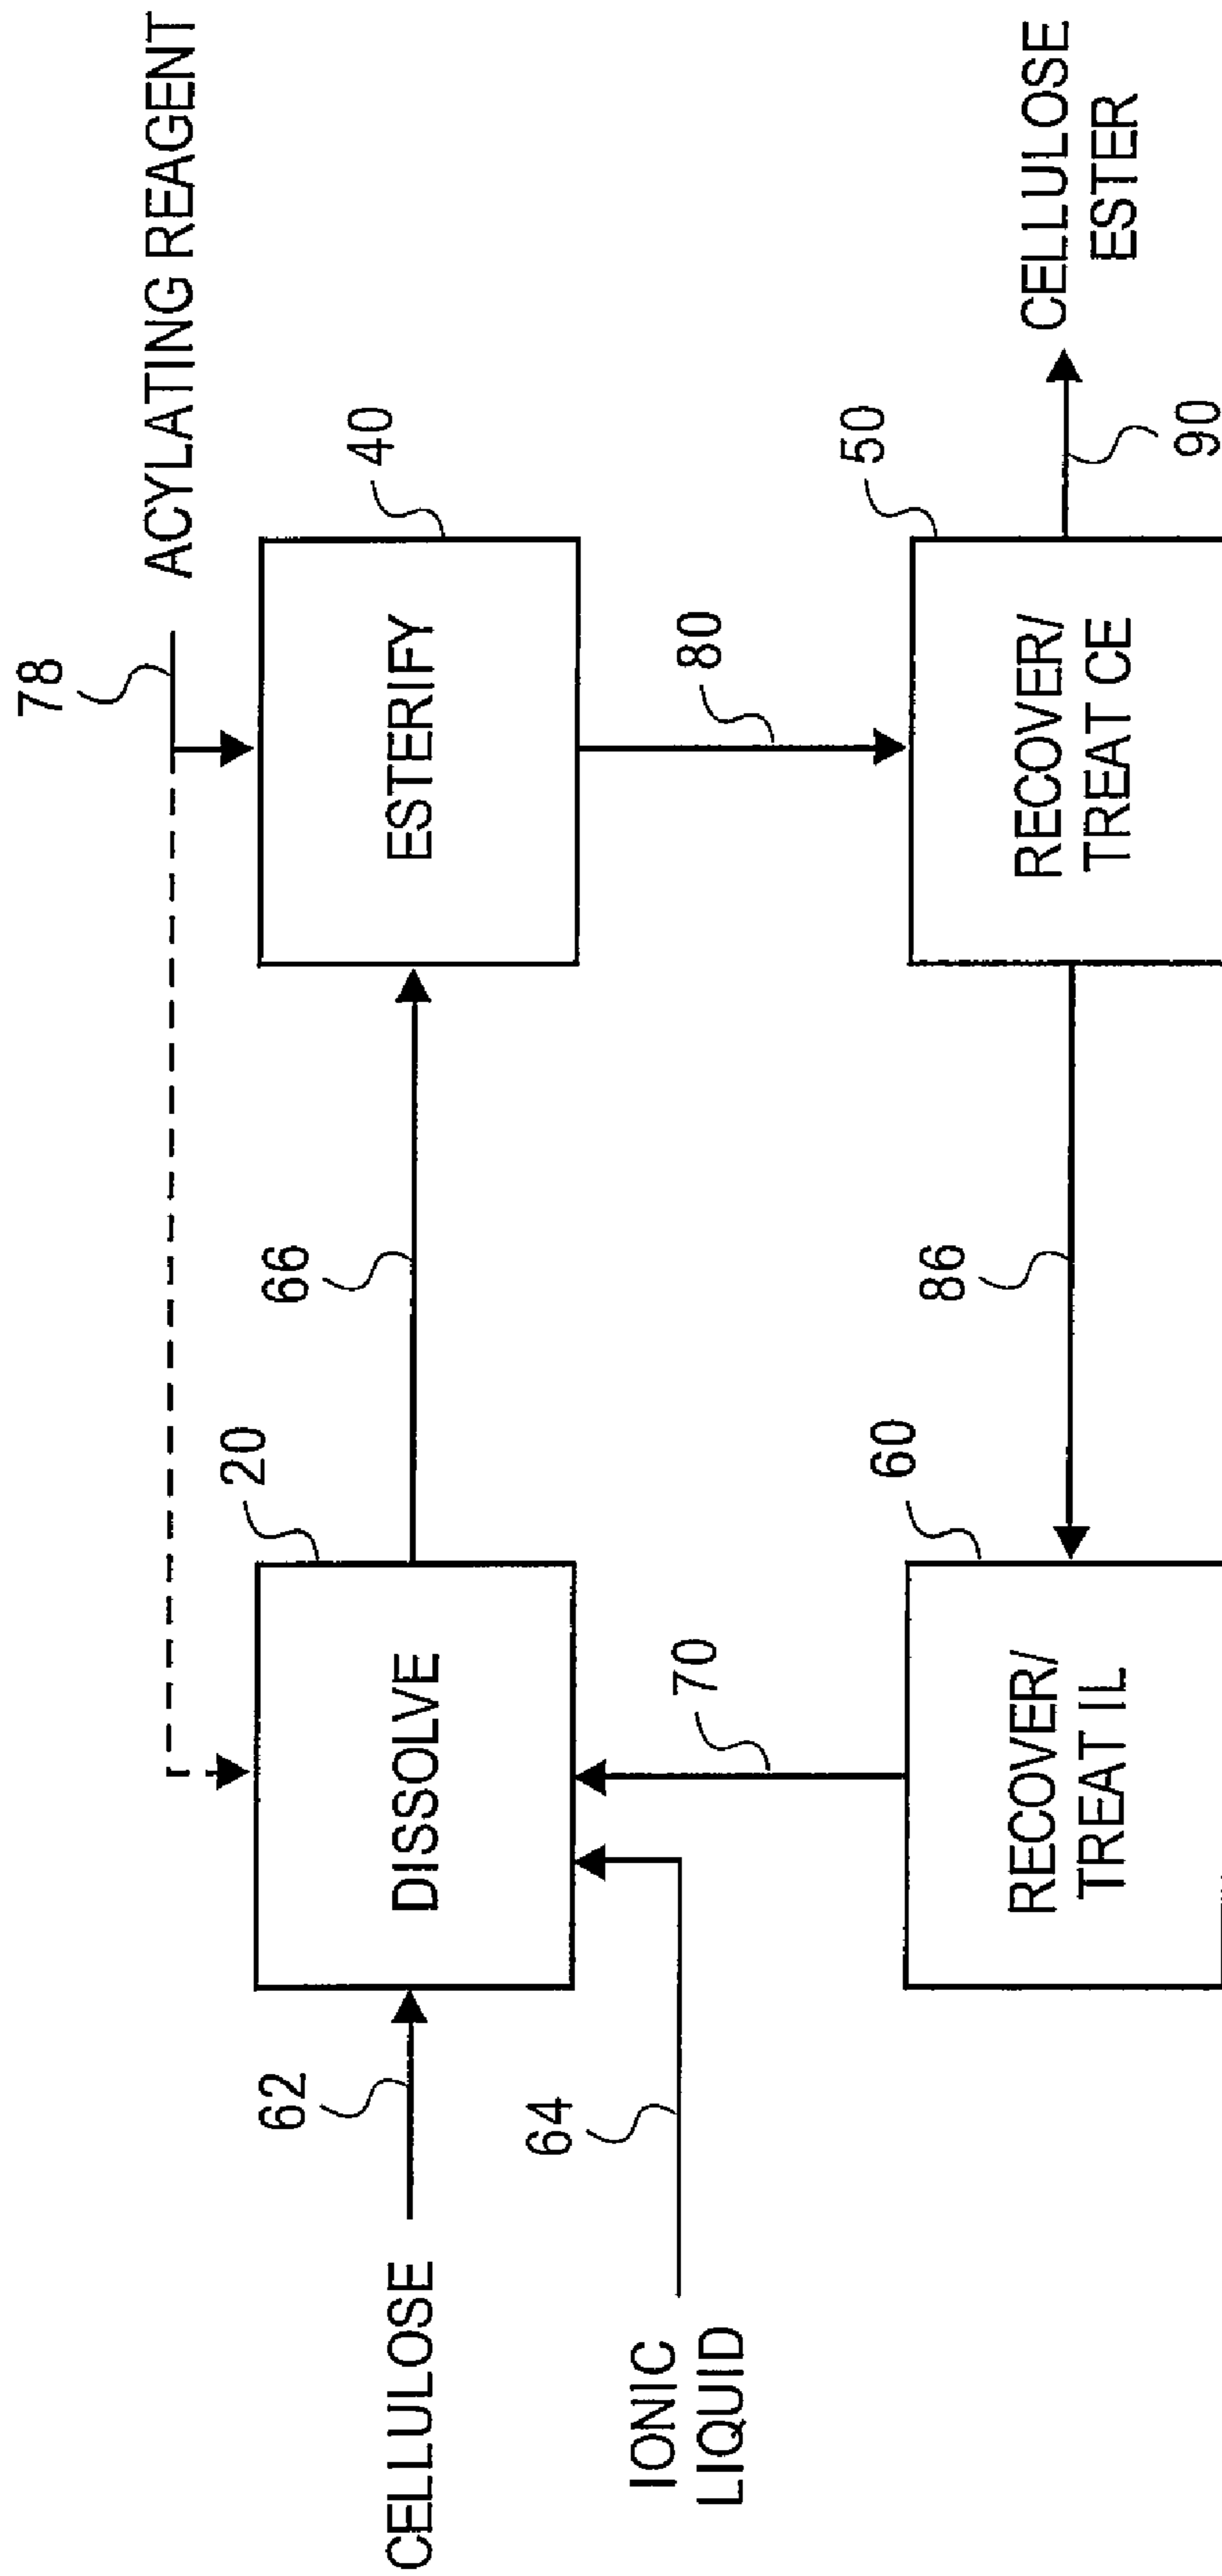 78
ACYLATING REAGENT
20
66
40
CELLULOSE
62
DISSOLVE
ESTERIFY
IONIC
LIQUID
64
70
80
60
86
50
RECOVER/
TREAT IL
RECOVER/
TREAT CE
CELLULOSE
ESTER
90